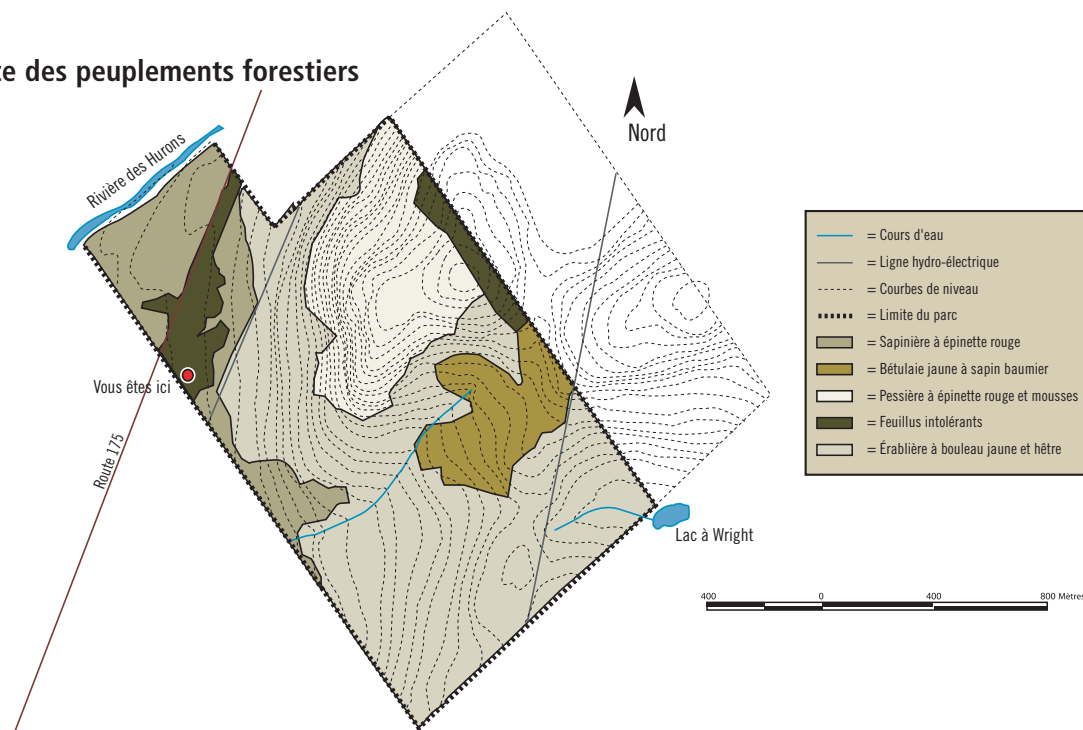 des peuplements forestiers
Nord
Rivière des Hurons
Vous êtes ici
Route 175
Lac à Wright
= Cours d'eau
= Ligne hydro-électrique
= Courbes de niveau
= Limite du parc
= Sapinière à épinette rouge
= Bétulaie jaune à sapin baumier
= Pessière à épinette rouge et mousses
= Feuillus intolérants
= Érablière à bouleau jaune et hêtre
400 0 400 800 Mètres